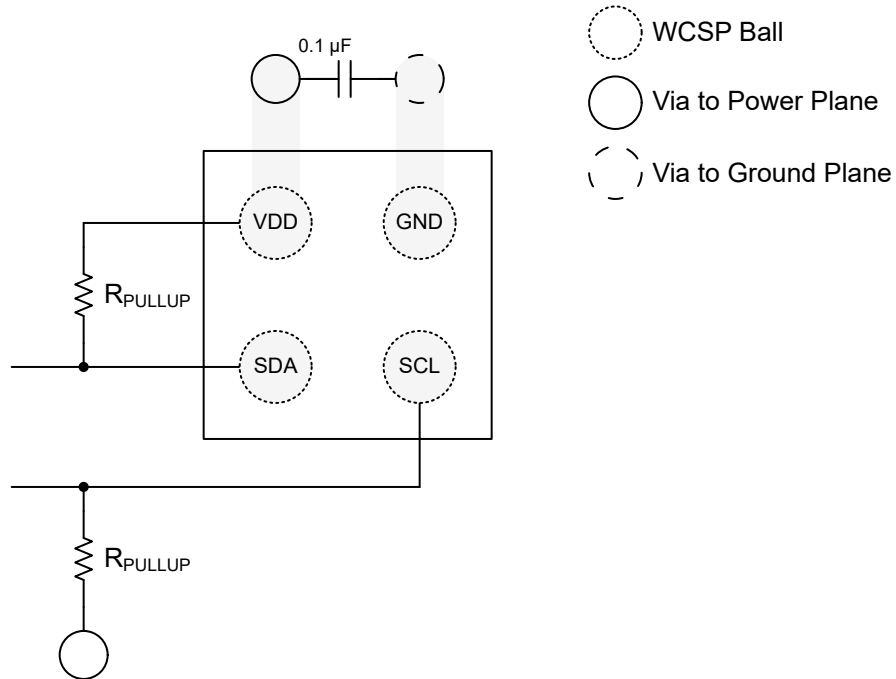 0.1 µF
WCSP Ball
Via to Power Plane
Via to Ground Plane
VDD
GND
RPULLUP
SDA
SCL
RPULLUP